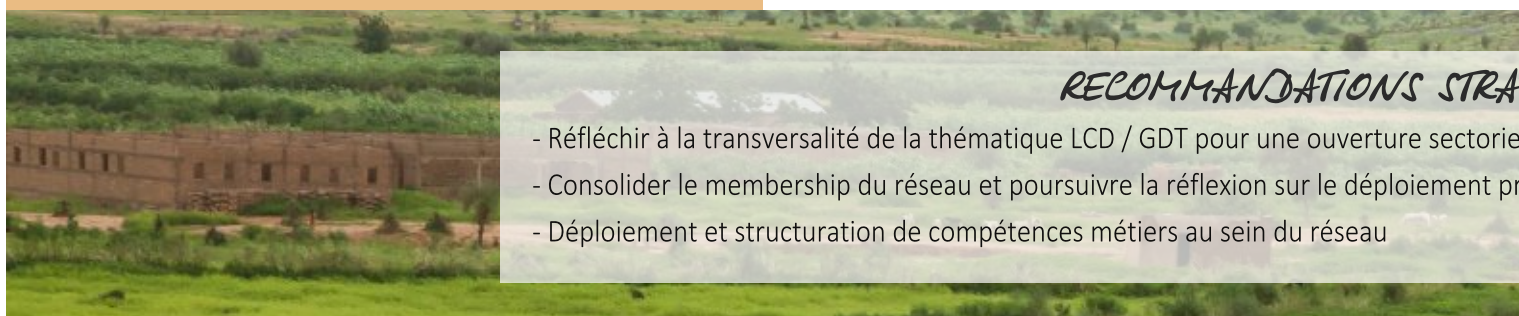 RECOMMANDATIONS STRA
- Réfléchir à la transversalité de la thématique LCD / GDT pour une ouverture sectorie
- Consolider le membership du réseau et poursuivre la réflexion sur le déploiement pr
- Déploiement et structuration de compétences métiers au sein du réseau